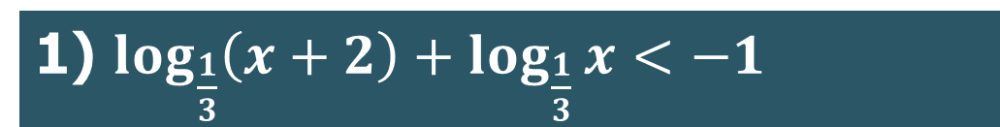 1) log_{1/3}(x + 2) + log_{1/3} x < −1